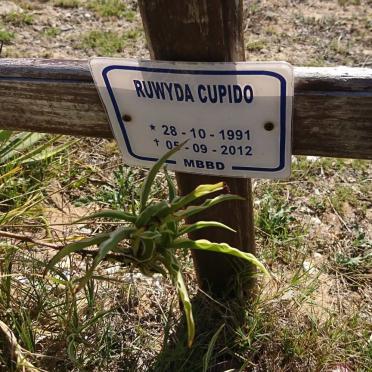 RUWYDA CUPIDO
* 28 - 10 - 1991
† 05 - 09 - 2012
MBBD